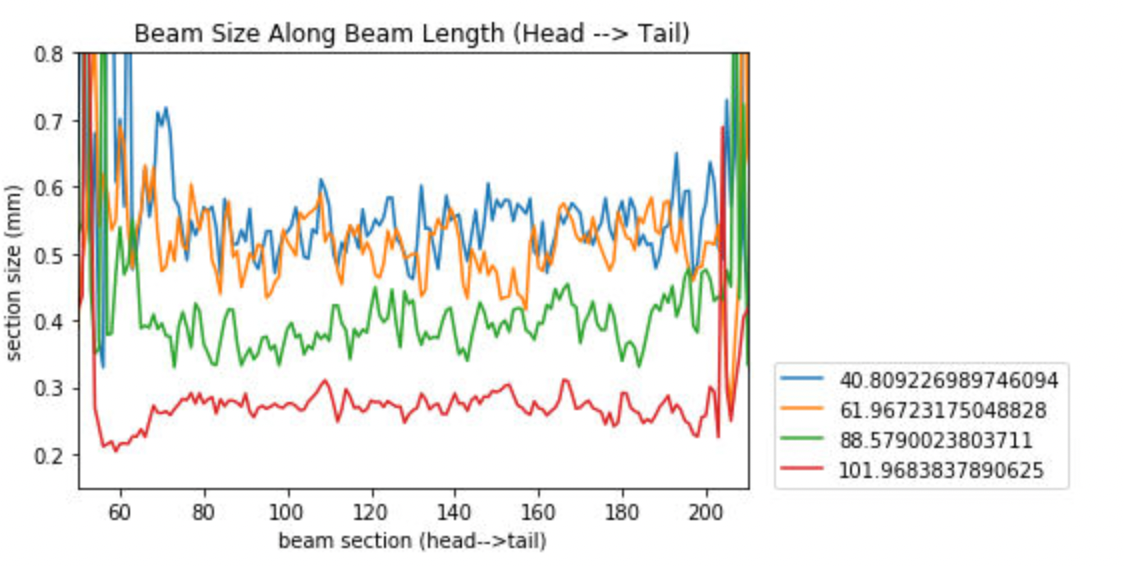 Beam Size Along Beam Length (Head --> Tail)
section size (mm)
0.8
0.7
0.6
0.5
0.4
0.3
0.2
60 80 100 120 140 160 180 200
beam section (head-->tail)
40.809226989746094
61.96723175048828
88.5790023803711
101.9683837890625